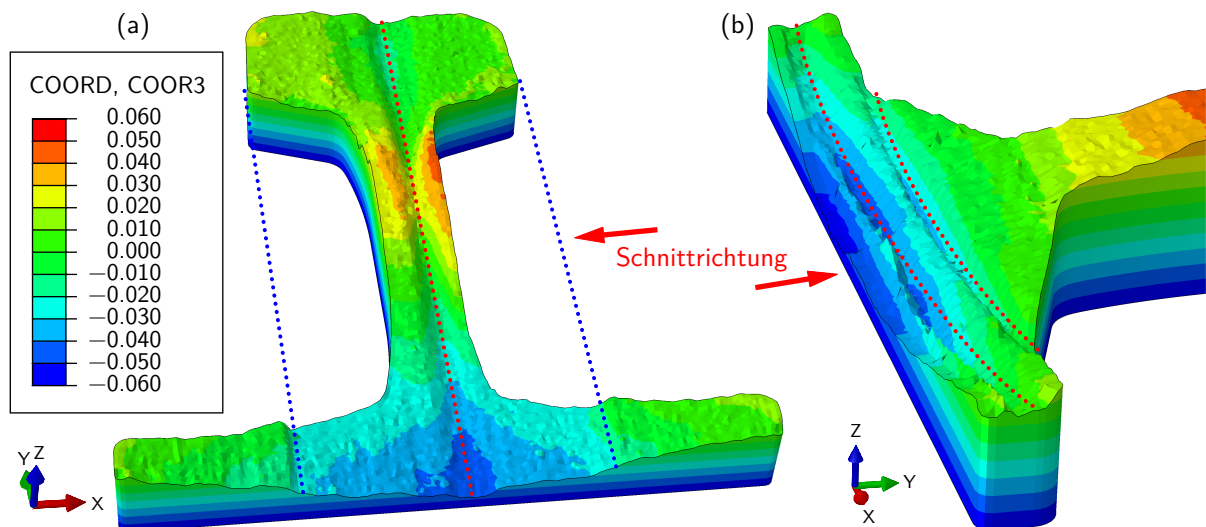 (a)
(b)
COORD, COOR3
0.060
0.050
0.040
0.030
0.020
0.010
0.000
−0.010
−0.020
−0.030
−0.040
−0.050
−0.060
Schnittrichtung
Y Z
X
Z
Y
X